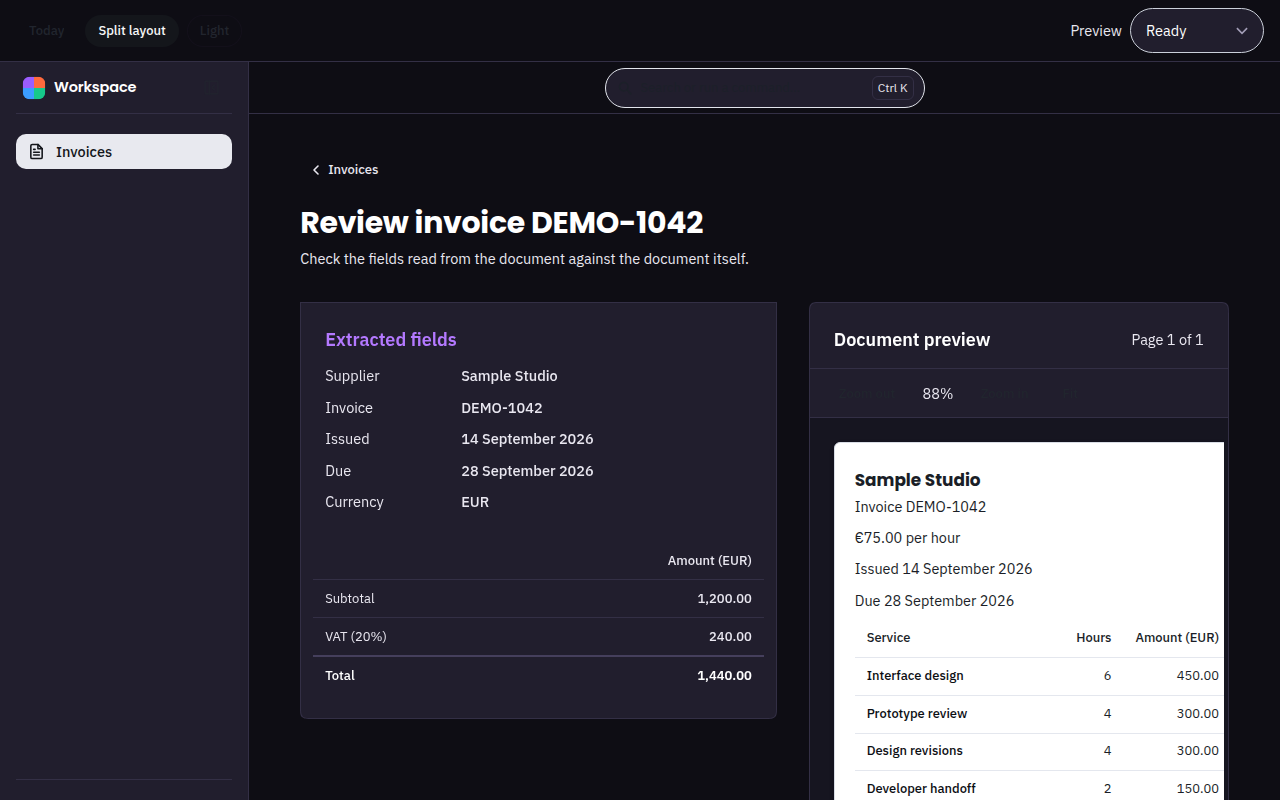 Today Split layout Light Preview Ready
Workspace Ctrl K
Invoices
Invoices
Review invoice DEMO-1042
Check the fields read from the document against the document itself.
Extracted fields
Supplier Sample Studio
Invoice DEMO-1042
Issued 14 September 2026
Due 28 September 2026
Currency EUR
Amount (EUR)
Subtotal 1,200.00
VAT (20%) 240.00
Total 1,440.00
Document preview Page 1 of 1
88%
Sample Studio
Invoice DEMO-1042
€75.00 per hour
Issued 14 September 2026
Due 28 September 2026
Service Hours Amount (EUR)
Interface design 6 450.00
Prototype review 4 300.00
Design revisions 4 300.00
Developer handoff 2 150.00